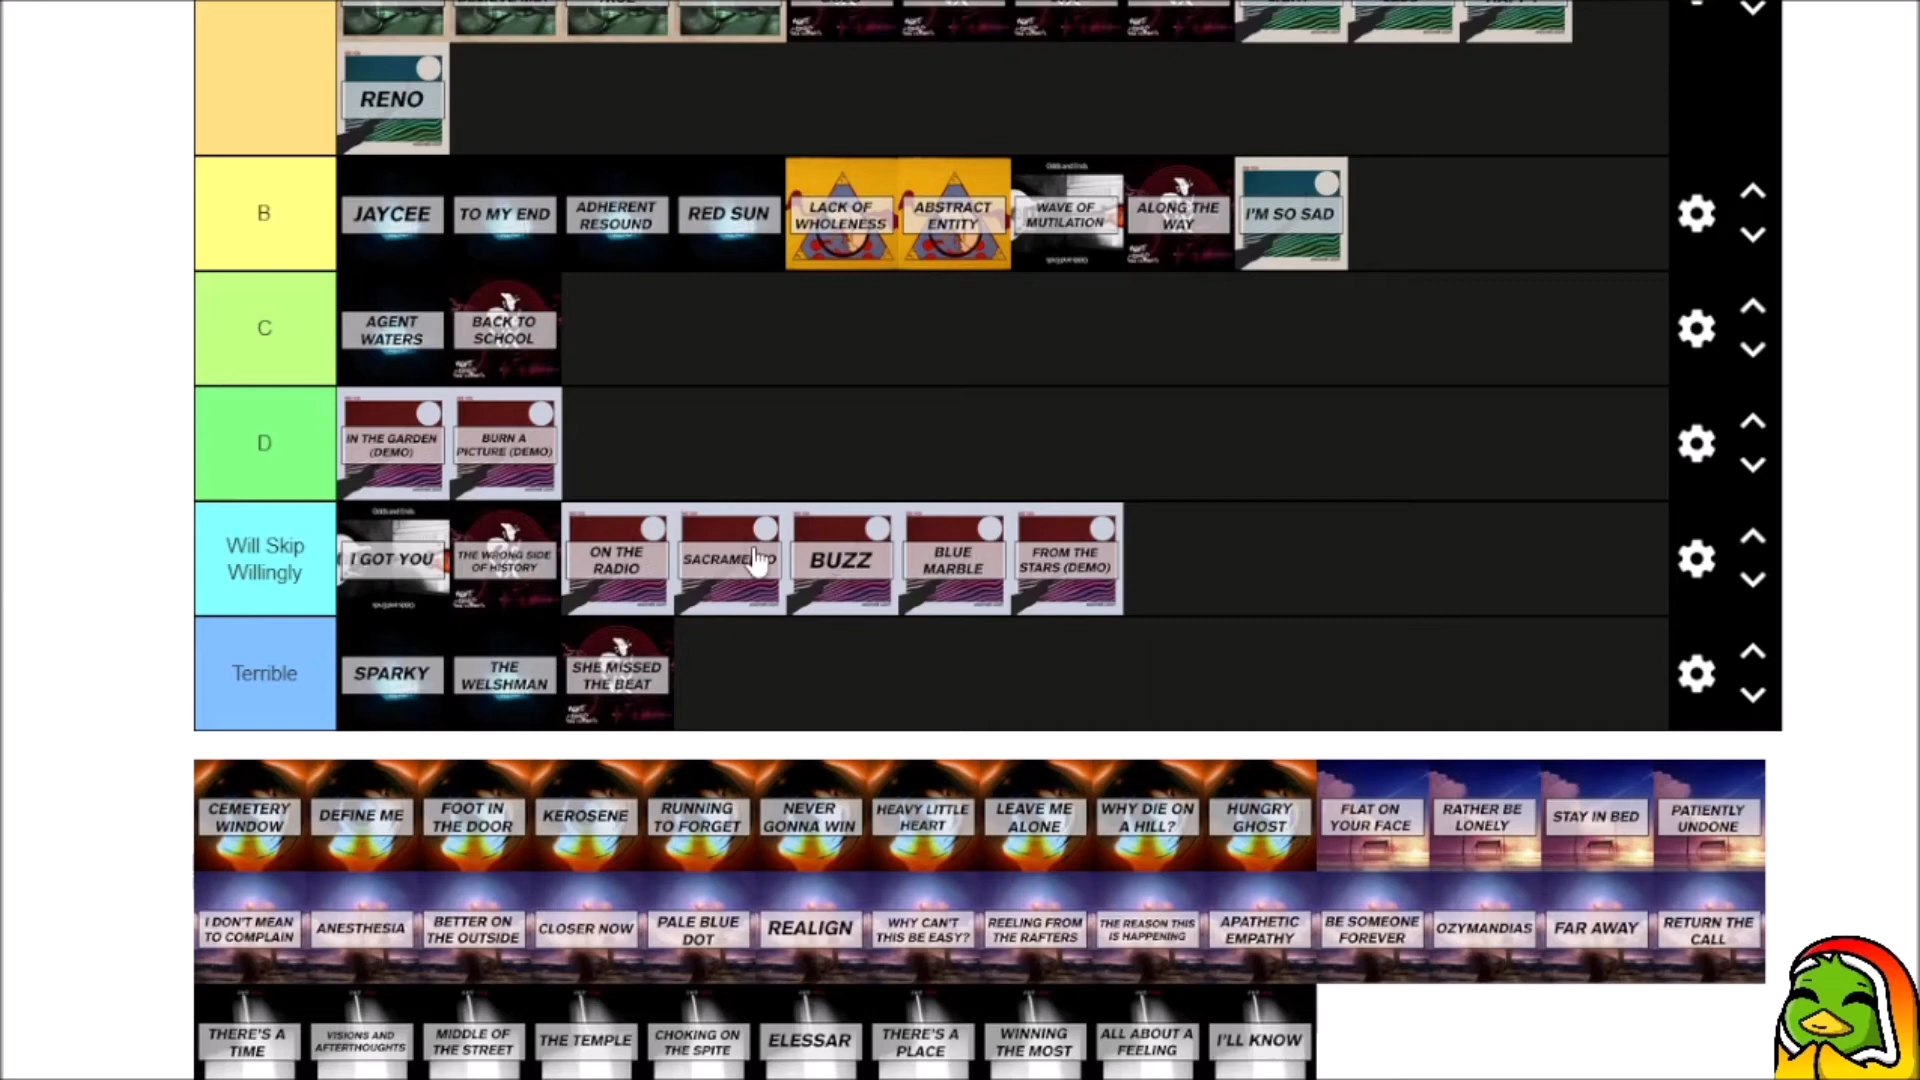 RENO
B
JAYCEE
TO MY END
ADHERENT
RESOUND
RED SUN
LACK OF
WHOLENESS
ABSTRACT
ENTITY
Odds and Ends
WAVE OF
MUTILATION
ALONG THE
WAY
I'M SO SAD
C
AGENT
WATERS
BACK TO
SCHOOL
D
IN THE GARDEN
(DEMO)
BURN A
PICTURE (DEMO)
Will Skip
Willingly
Odds and Ends
I GOT YOU
THE WRONG SIDE
OF HISTORY
ON THE
RADIO
BUZZ
BLUE
MARBLE
FROM THE
STARS (DEMO)
Terrible
SPARKY
THE
WELSHMAN
SHE MISSED
THE BEAT
CEMETERY
WINDOW
DEFINE ME
FOOT IN
THE DOOR
KEROSENE
RUNNING
TO FORGET
NEVER
GONNA WIN
HEAVY LITTLE
HEART
LEAVE ME
ALONE
WHY DIE ON
A HILL?
HUNGRY
GHOST
FLAT ON
YOUR FACE
RATHER BE
LONELY
STAY IN BED
PATIENTLY
UNDONE
I DON'T MEAN
TO COMPLAIN
ANESTHESIA
BETTER ON
THE OUTSIDE
CLOSER NOW
PALE BLUE
DOT
REALIGN
WHY CAN'T
THIS BE EASY?
REELING FROM
THE RAFTERS
THE REASON THIS
IS HAPPENING
APATHETIC
EMPATHY
BE SOMEONE
FOREVER
OZYMANDIAS
FAR AWAY
RETURN THE
CALL
THERE'S A
TIME
VISIONS AND
AFTERTHOUGHTS
MIDDLE OF
THE STREET
THE TEMPLE
CHOKING ON
THE SPITE
ELESSAR
THERE'S A
PLACE
WINNING
THE MOST
ALL ABOUT A
FEELING
I'LL KNOW